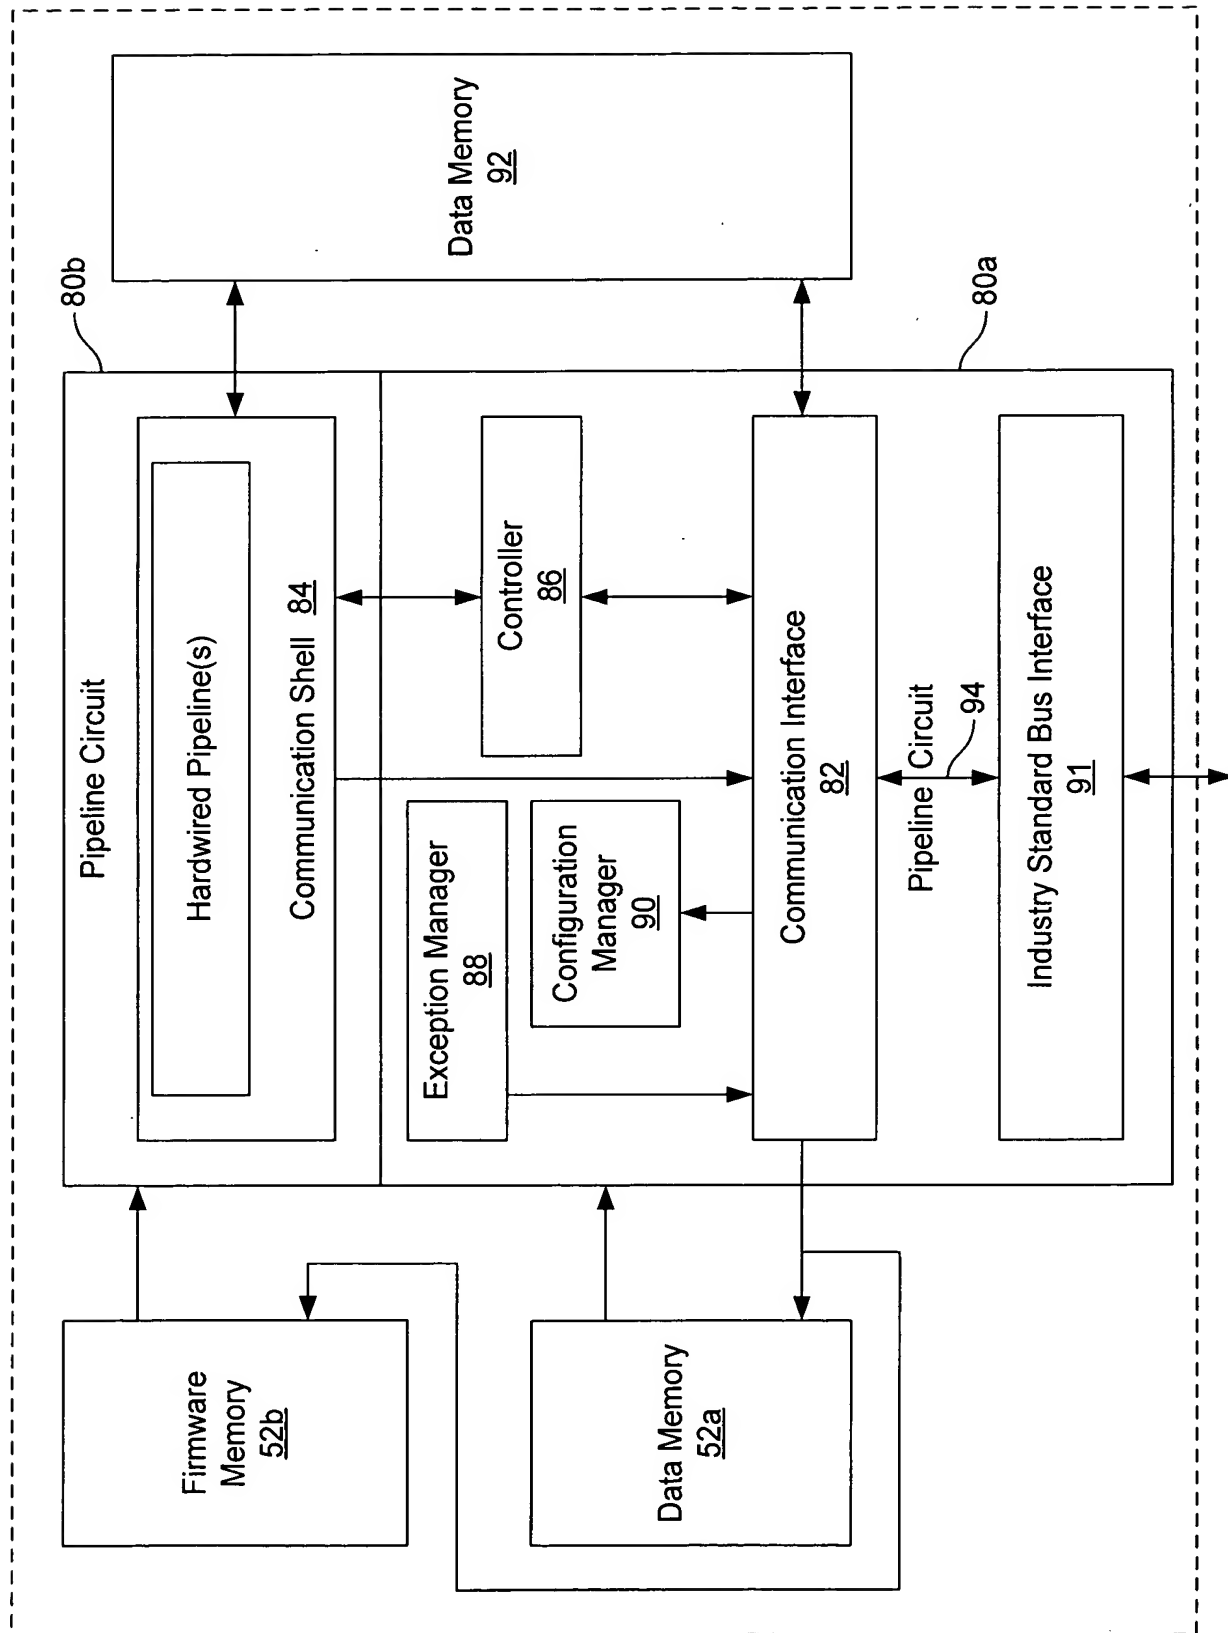 Firmware
Memory
52b
Data Memory
52a
Pipeline Circuit
80b
Hardwired Pipeline(s)
Communication Shell 84
Exception Manager
88
Configuration
Manager
90
Controller
86
Communication Interface
82
Pipeline Circuit
94
Industry Standard Bus Interface
91
80a
Data Memory
92